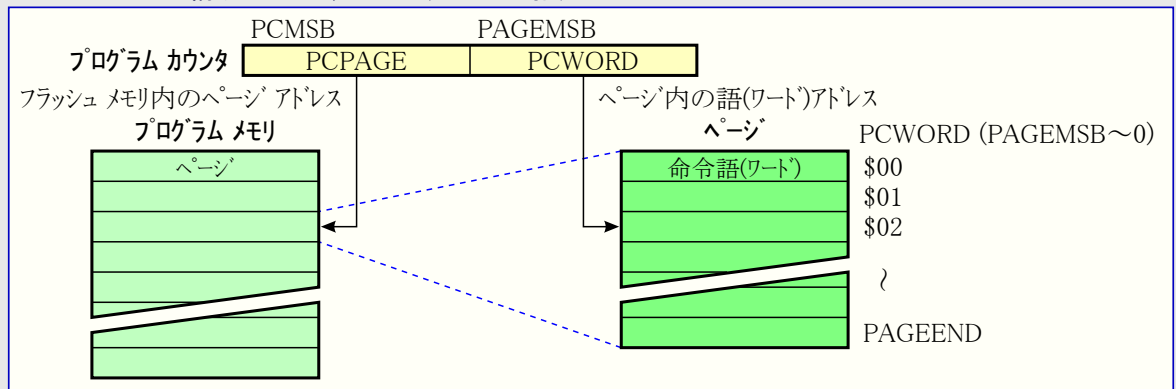 PCMSB PAGEMSB
プログラム カウンタ PCPAGE PCWORD
フラッシュ メモリ内のページ アドレス ページ内の語(ワード)アドレス
プログラム メモリ ページ PCWORD (PAGEMSB～0)
ページ 命令語(ワード) $00
$01
$02
～
PAGEEND